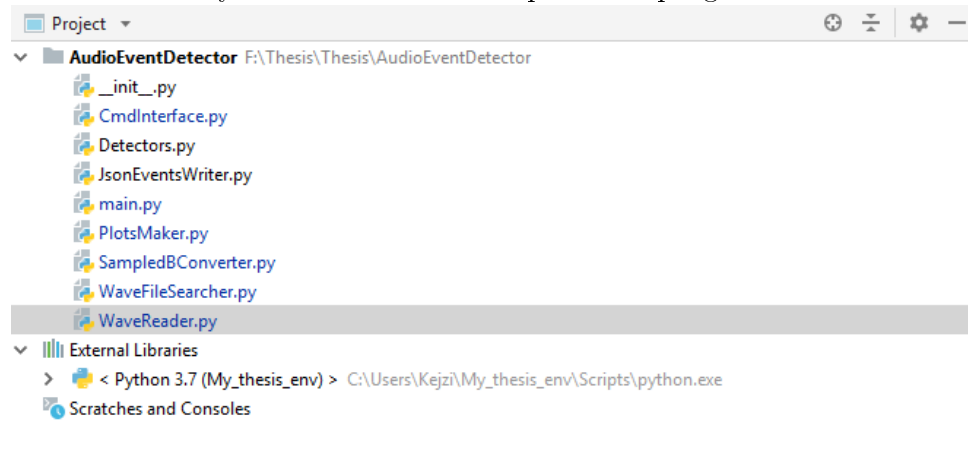 Project
AudioEventDetector F:\Thesis\Thesis\AudioEventDetector
__init__.py
CmdInterface.py
Detectors.py
JsonEventsWriter.py
main.py
PlotsMaker.py
SampledBConverter.py
WaveFileSearcher.py
WaveReader.py
External Libraries
< Python 3.7 (My_thesis_env) > C:\Users\Kejzi\My_thesis_env\Scripts\python.exe
Scratches and Consoles